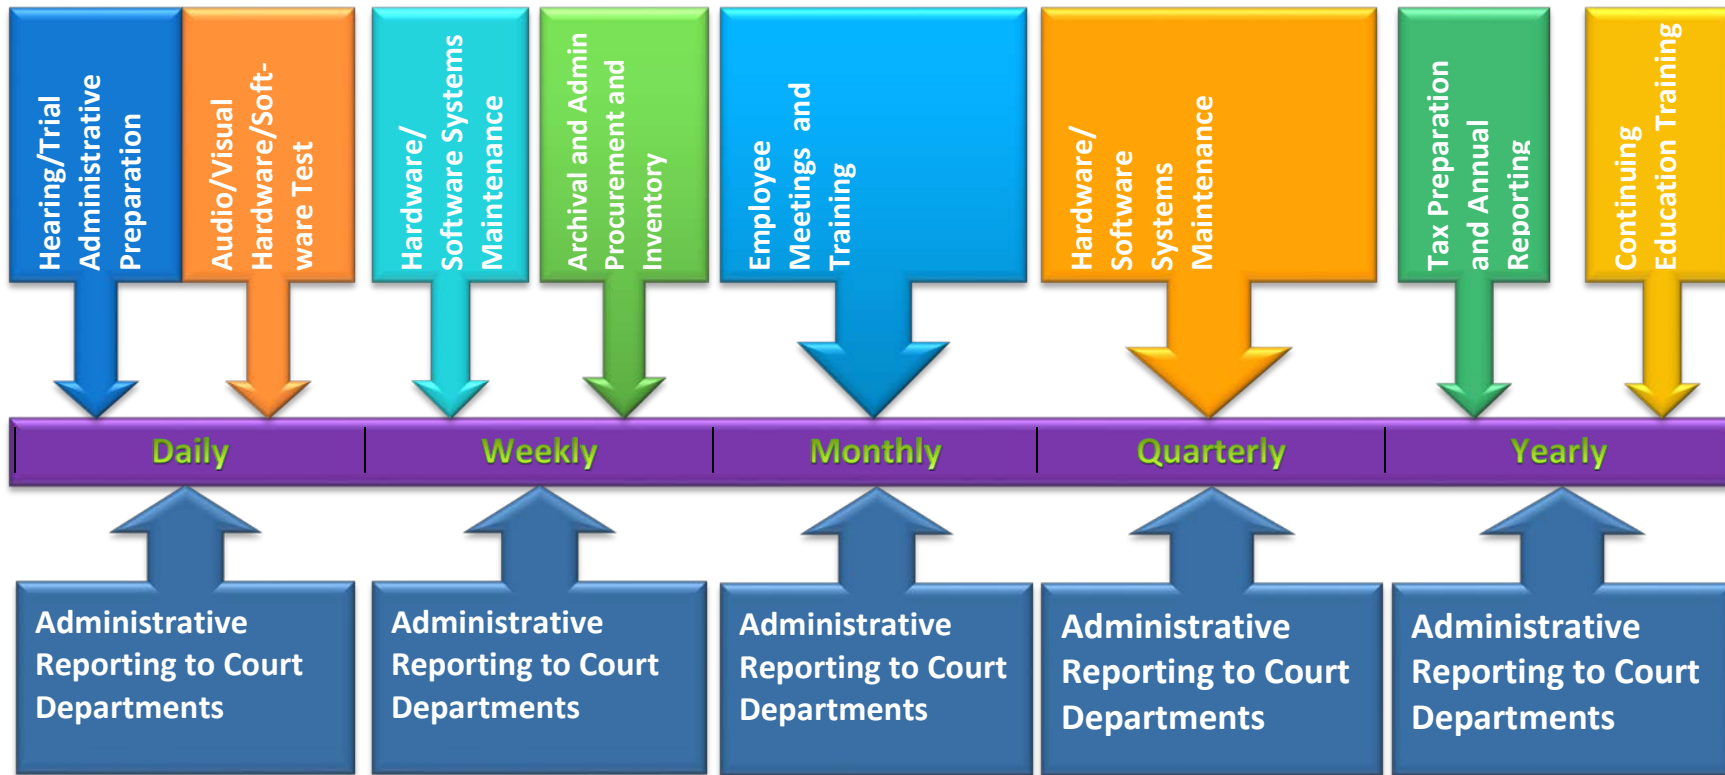 Hearing/Trial
Administrative
Preparation
Audio/Visual
Hardware/Soft-
ware Test
Hardware/
Software Systems
Maintenance
Archival and Admin
Procurement and
Inventory
Employee
Meetings and
Training
Hardware/
Software
Systems
Maintenance
Tax Preparation
and Annual
Reporting
Continuing
Education Training
Daily
Weekly
Monthly
Quarterly
Yearly
Administrative
Reporting to Court
Departments
Administrative
Reporting to Court
Departments
Administrative
Reporting to Court
Departments
Administrative
Reporting to Court
Departments
Administrative
Reporting to Court
Departments